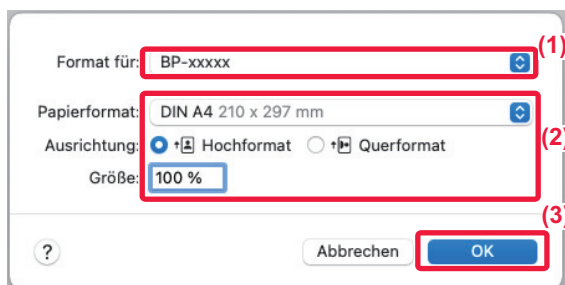 Format für: BP-xxxxx (1)
Papierformat: DIN A4 210 x 297 mm
Ausrichtung: Hochformat Querformat (2)
Größe: 100 %
(3)
? Abbrechen OK